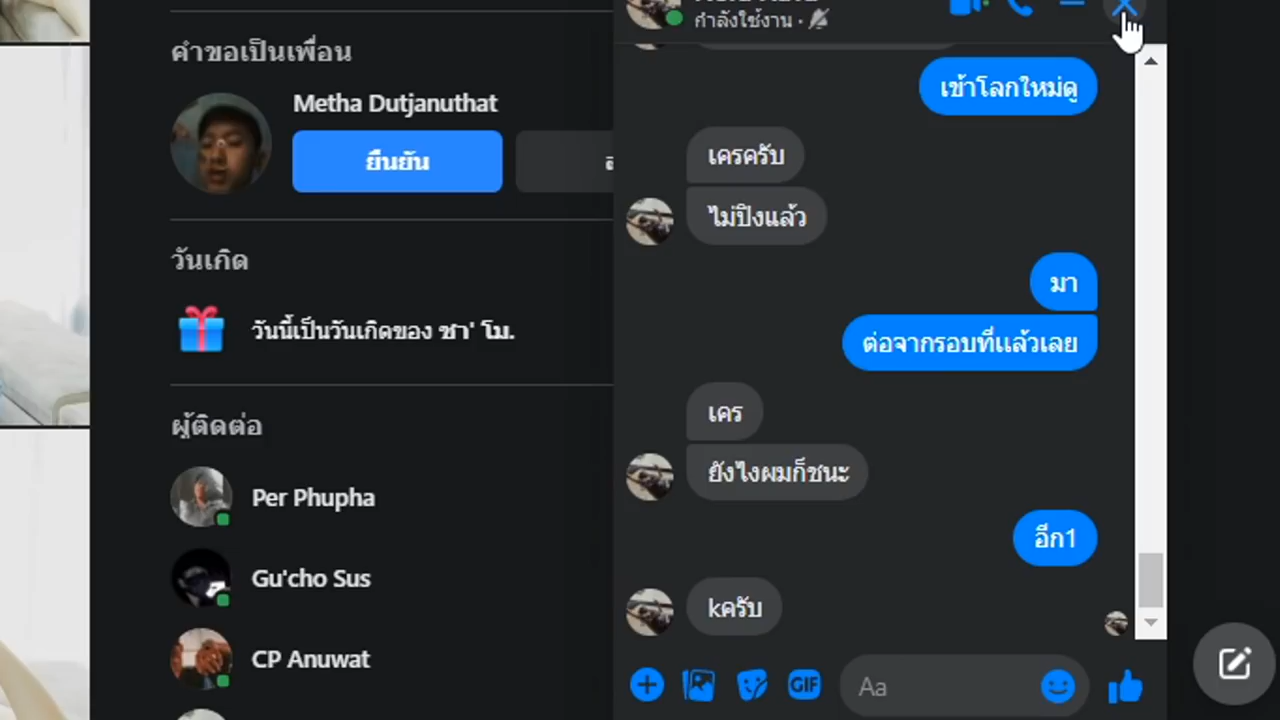 คำขอเป็นเพื่อน
Metha Dutjanuthat
ยืนยัน
วันเกิด
วันนี้เป็นวันเกิดของ ชา' โม.
ผู้ติดต่อ
Per Phupha
Gu'cho Sus
CP Anuwat
กำลังใช้งาน ·
เข้าโลกใหม่ดู
เครครับ
ไม่ปิงแล้ว
มา
ต่อจากรอบที่แล้วเลย
เคร
ยังไงผมก็ชนะ
อีก1
kครับ
GIF
Aa